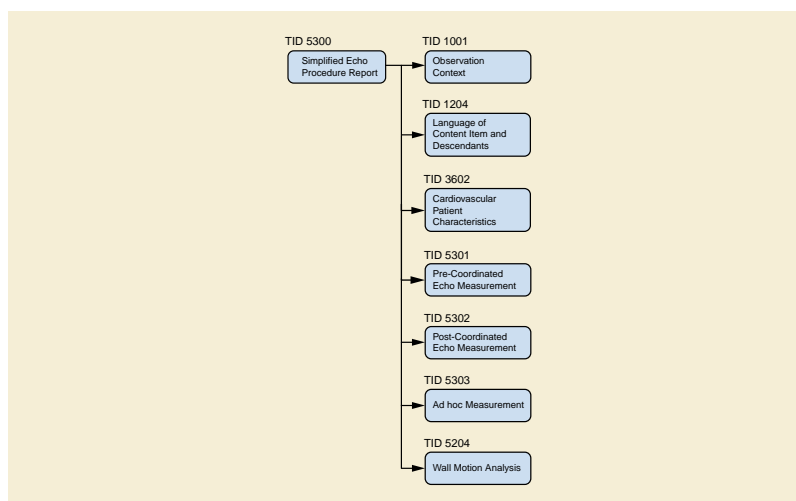 TID 5300
Simplified Echo
Procedure Report
TID 1001
Observation
Context
TID 1204
Language of
Content Item and
Descendants
TID 3602
Cardiovascular
Patient
Characteristics
TID 5301
Pre-Coordinated
Echo Measurement
TID 5302
Post-Coordinated
Echo Measurement
TID 5303
Ad hoc Measurement
TID 5204
Wall Motion Analysis